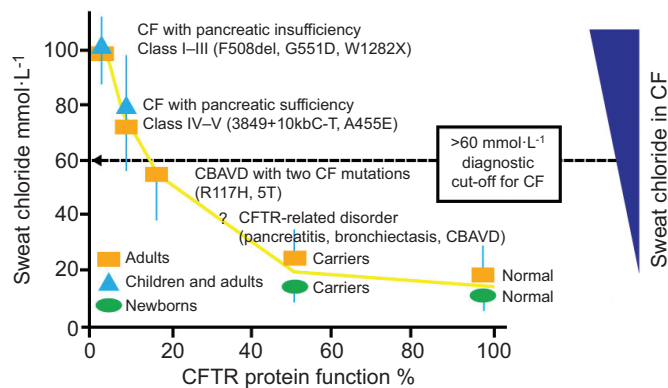 CF with pancreatic insufficiency
Class I–III (F508del, G551D, W1282X)
CF with pancreatic sufficiency
Class IV–V (3849+10kbC-T, A455E)
>60 mmol·L-1
diagnostic
cut-off for CF
CBAVD with two CF mutations
(R117H, 5T)
? CFTR-related disorder
(pancreatitis, bronchiectasis, CBAVD)
Adults
Carriers
Normal
Children and adults
Carriers
Normal
Newborns
Sweat chloride mmol·L-1
100
80
60
40
20
0
0
20
40
60
80
100
CFTR protein function %
Sweat chloride in CF